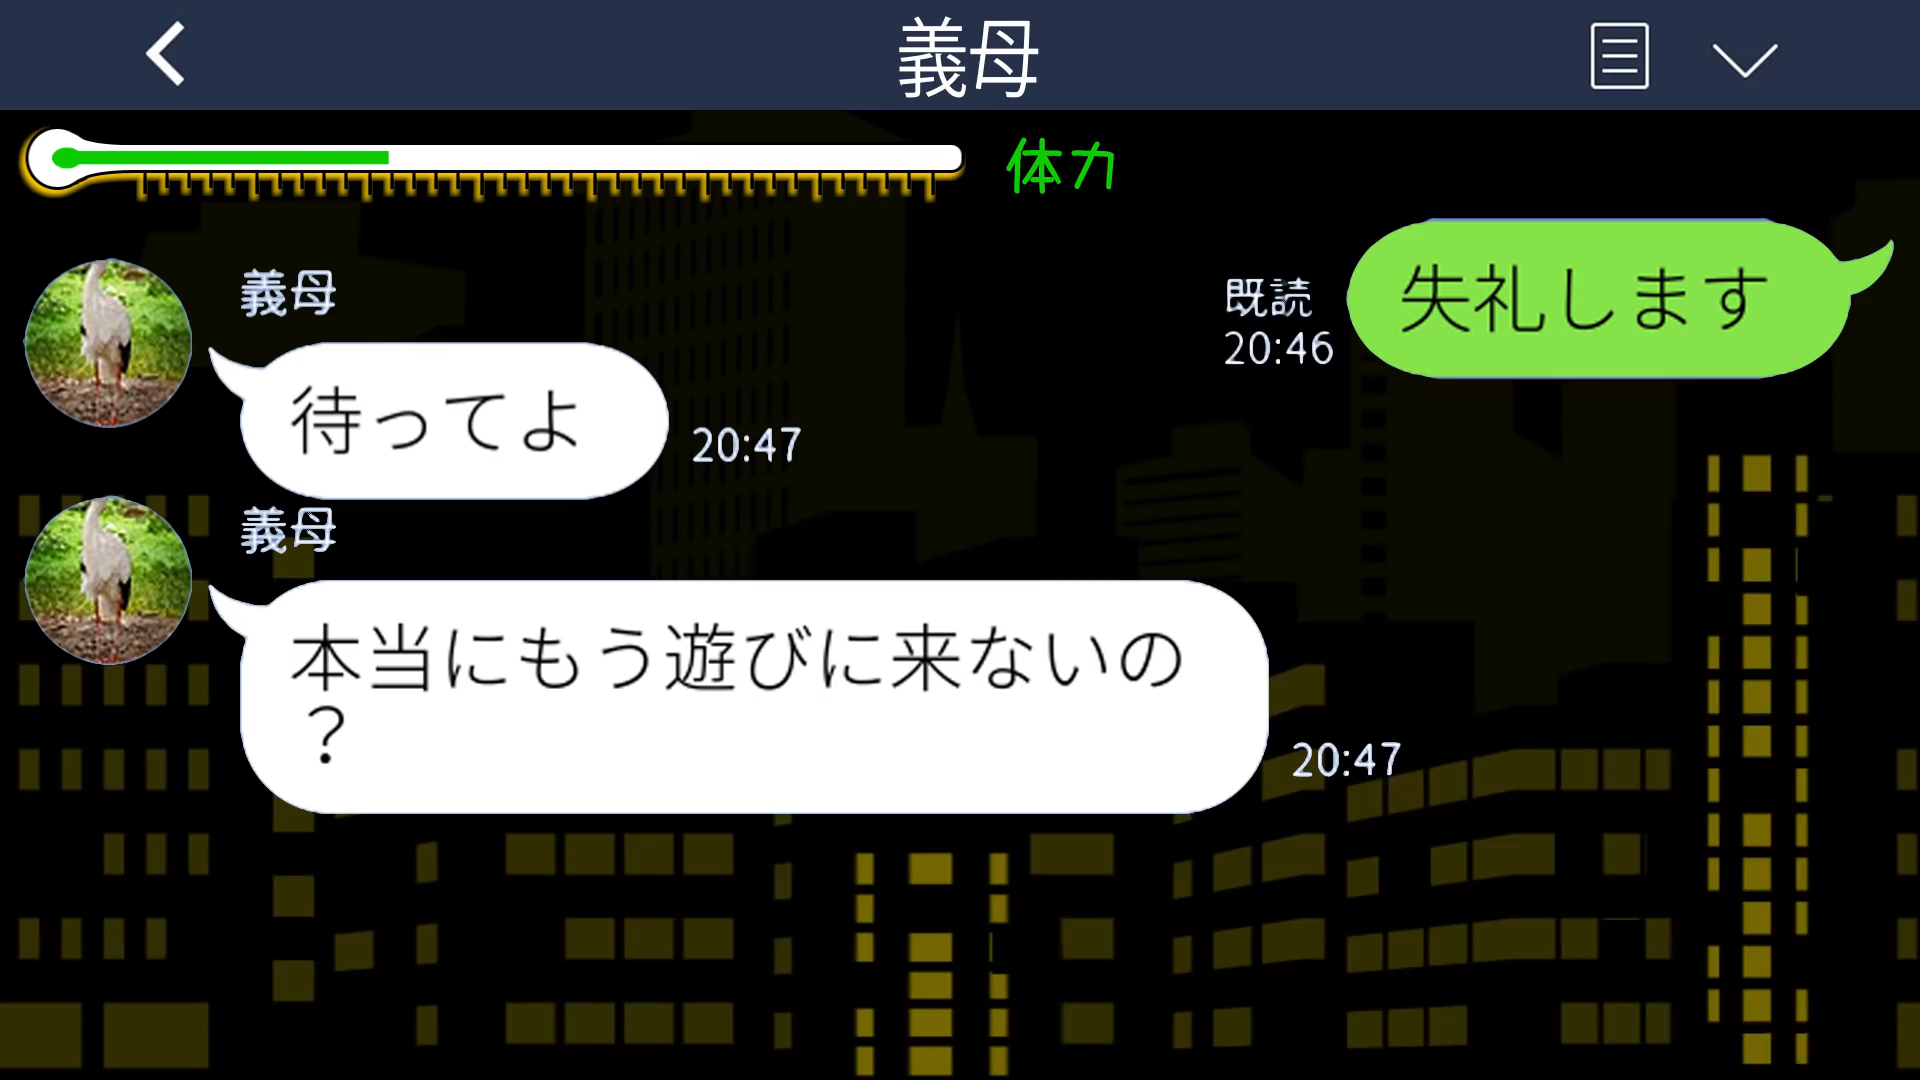 義母
体力
失礼します
既読
20:46
義母
待ってよ
20:47
義母
本当にもう遊びに来ないの
？
20:47